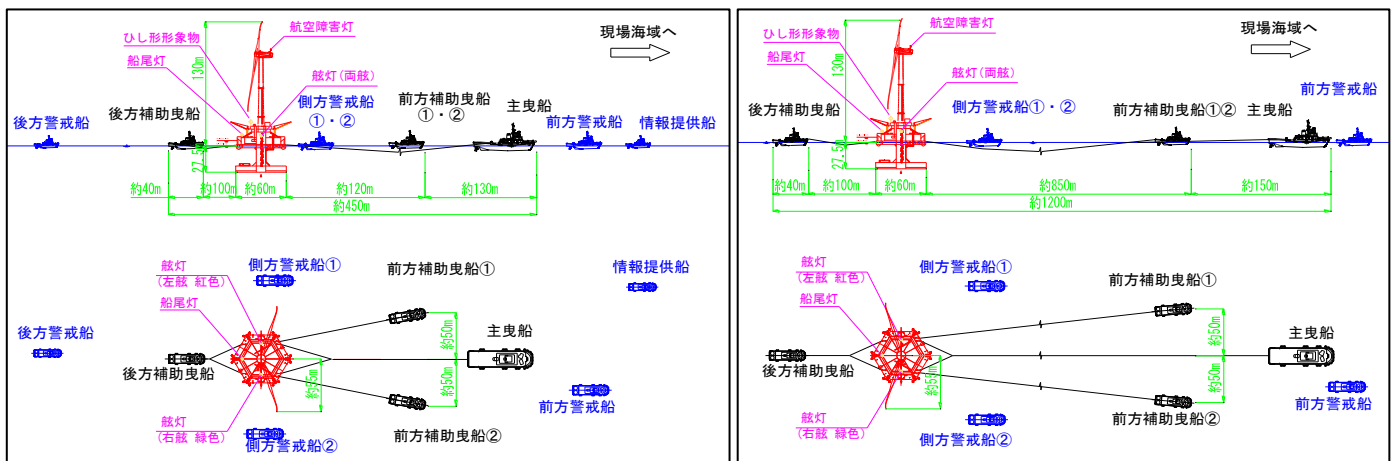 ひし形形象物
航空障害灯
船尾灯
舷灯(両舷)
130m
27.5m
現場海域へ
後方警戒船
後方補助曳船
側方警戒船
①・②
前方補助曳船
①・②
主曳船
前方警戒船
情報提供船
約40m
約100m
約60m
約120m
約130m
約450m
舷灯
(左舷 紅色)
船尾灯
側方警戒船①
前方補助曳船①
情報提供船
後方警戒船
後方補助曳船
約50m
約50m
主曳船
前方警戒船
舷灯
(右舷 緑色)
側方警戒船②
前方補助曳船②
ひし形形象物
航空障害灯
船尾灯
舷灯(両舷)
130m
現場海域へ
後方補助曳船
側方警戒船①・②
前方補助曳船①②
主曳船
前方警戒船
約40m
約100m
約60m
約850m
約150m
約1200m
舷灯
(左舷 紅色)
船尾灯
側方警戒船①
前方補助曳船①
後方補助曳船
約50m
約50m
主曳船
前方警戒船
舷灯
(右舷 緑色)
側方警戒船②
前方補助曳船②